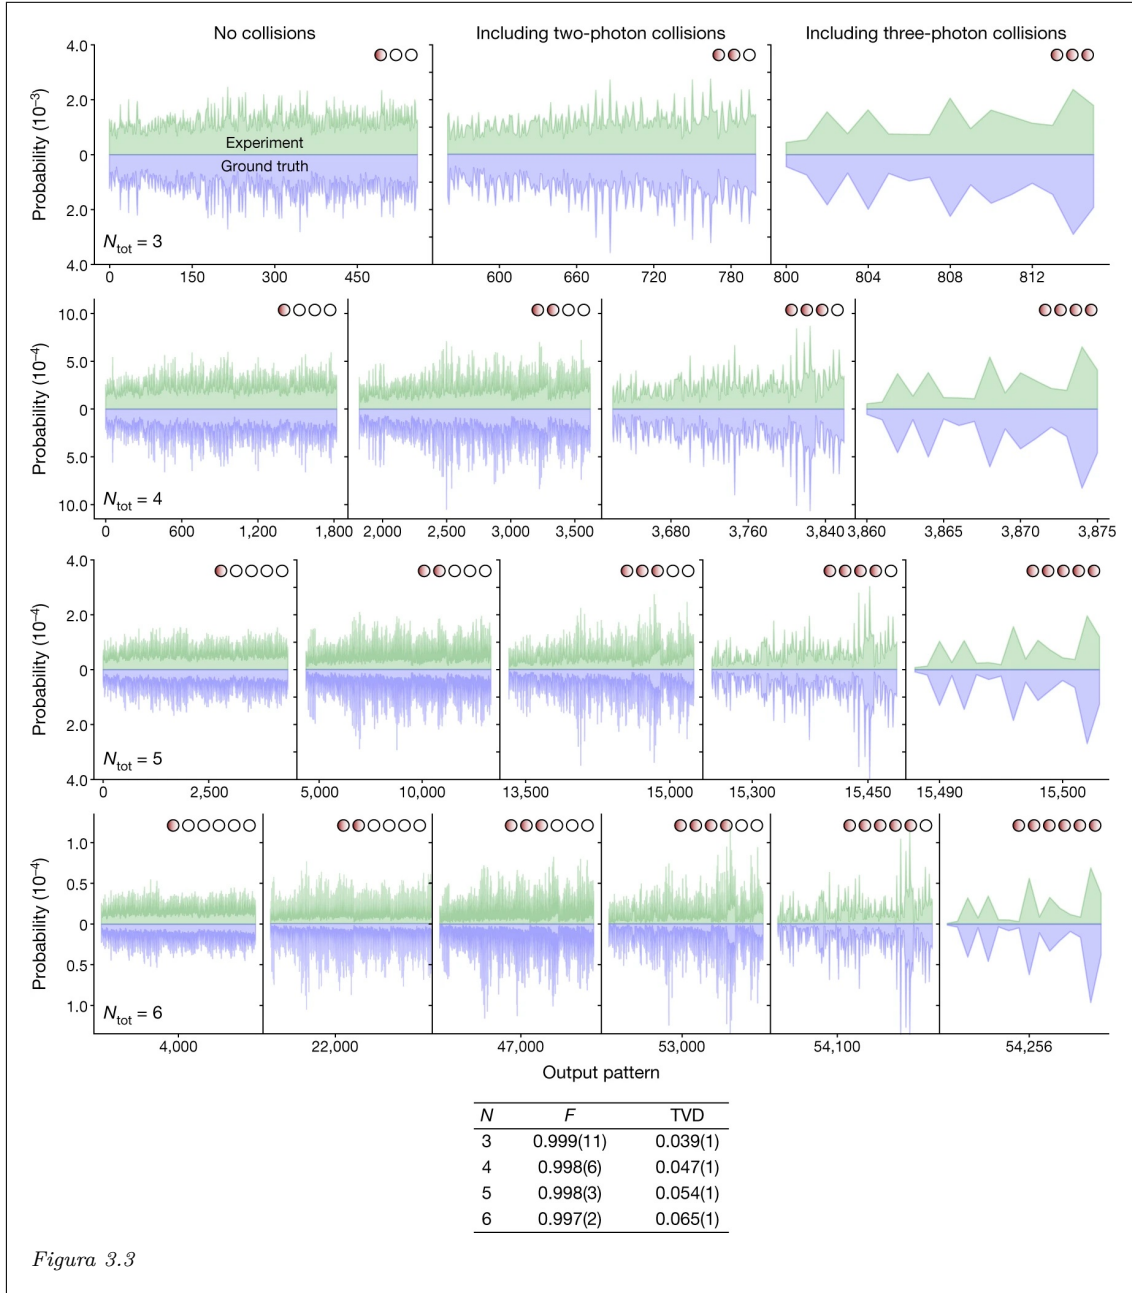 No collisions Including two-photon collisions Including three-photon collisions
Probability (10⁻³)
4.0
2.0
0
2.0
4.0
Experiment
Ground truth
Ntot = 3
0 150 300 450 600 660 720 780 800 804 808 812
Probability (10⁻⁴)
10.0
5.0
0
5.0
10.0
Ntot = 4
0 600 1,200 1,800 2,000 2,500 3,000 3,500 3,680 3,760 3,840 3,860 3,865 3,870 3,875
Probability (10⁻⁴)
4.0
2.0
0
2.0
4.0
Ntot = 5
0 2,500 5,000 10,000 13,500 15,000 15,300 15,450 15,490 15,500
Probability (10⁻⁴)
1.0
0.5
0
0.5
1.0
Ntot = 6
4,000 22,000 47,000 53,000 54,100 54,256
Output pattern
N F TVD
3 0.999(11) 0.039(1)
4 0.998(6) 0.047(1)
5 0.998(3) 0.054(1)
6 0.997(2) 0.065(1)
Figura 3.3